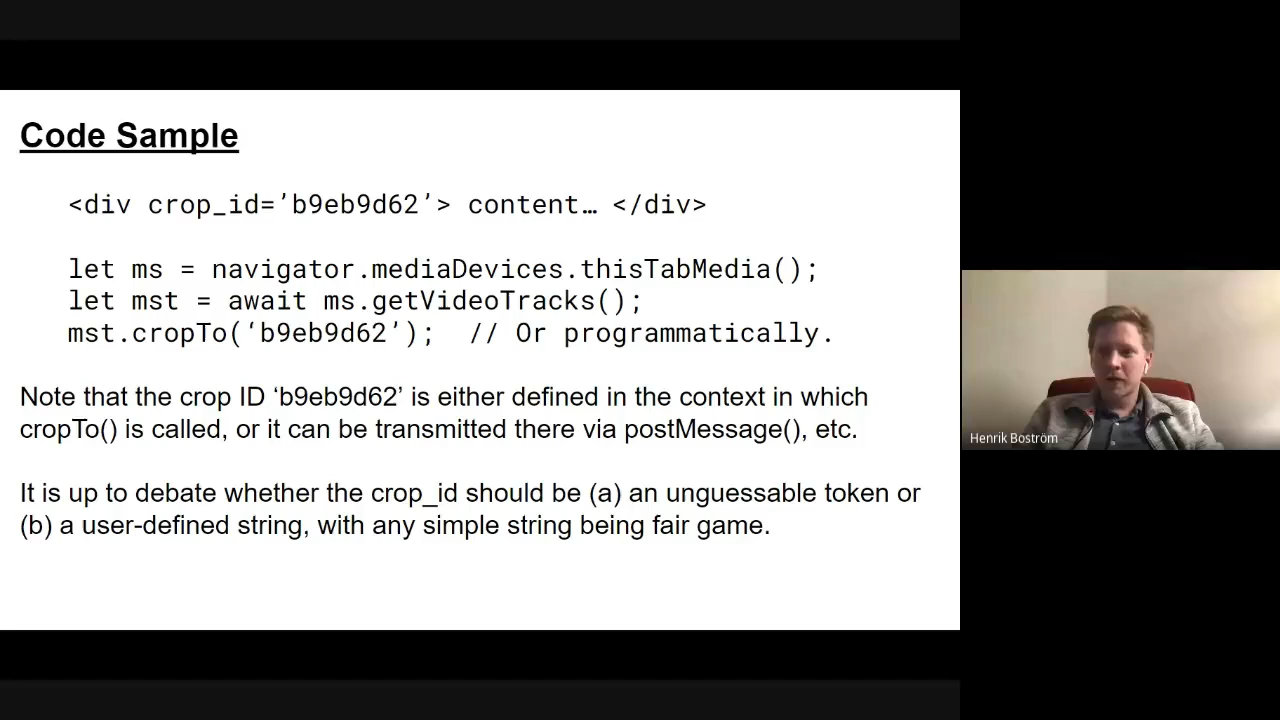 Code Sample
<div crop_id=’b9eb9d62’> content… </div>
let ms = navigator.mediaDevices.thisTabMedia();
let mst = await ms.getVideoTracks();
mst.cropTo(‘b9eb9d62’); // Or programmatically.
Note that the crop ID ‘b9eb9d62’ is either defined in the context in which
cropTo() is called, or it can be transmitted there via postMessage(), etc.
It is up to debate whether the crop_id should be (a) an unguessable token or
(b) a user-defined string, with any simple string being fair game.
Henrik Boström